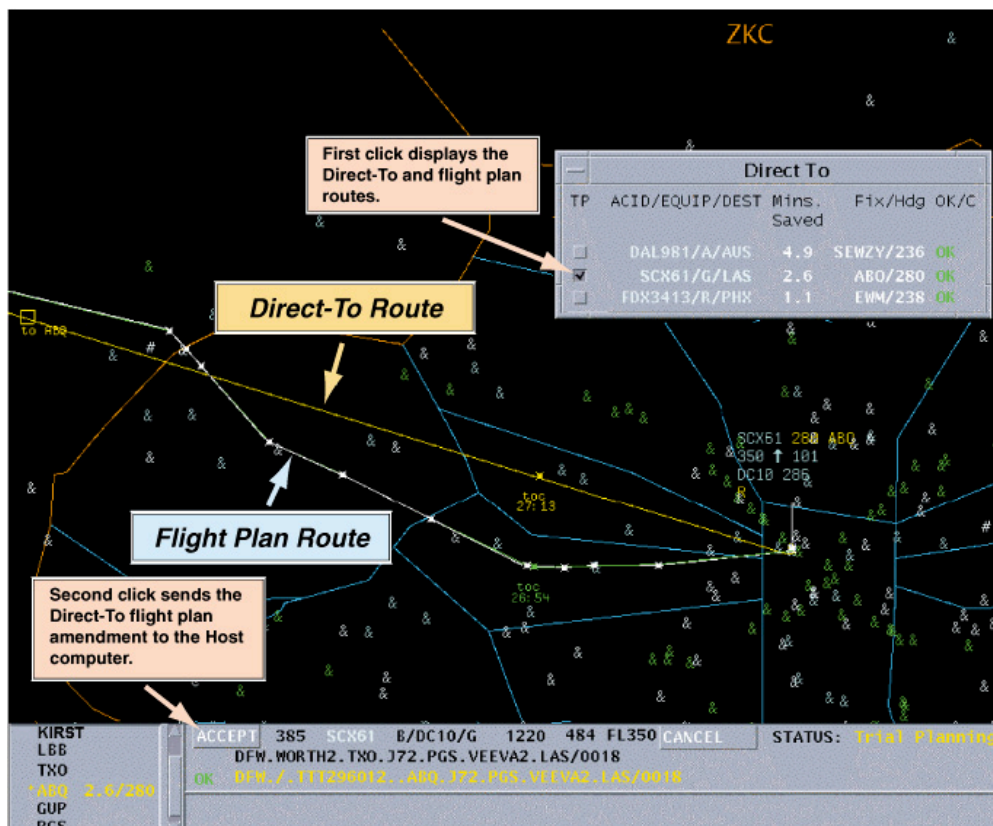 ZKC
First click displays the
Direct-To and flight plan
routes.
Direct To
TP ACID/EQUIP/DEST Mins. Saved Fix/Hdg OK/C
DAL981/A/AUS 4.9 SEWZY/236 OK
SCX61/G/LAS 2.6 ABQ/280 OK
FDX3413/R/PHX 1.1 EWM/238 OK
Direct-To Route
to ABQ
#
SCX61 280 ABQ
350 ↑ 101
DC10 286
R
toc
27:13
#
Flight Plan Route
toc
26:54
Second click sends the
Direct-To flight plan
amendment to the Host
computer.
KIRST
LBB
TXO
*ABQ 2.6/280
GUP
PGS
ACCEPT 385 SCX61 B/DC10/G 1220 484 FL350 CANCEL STATUS: Trial Planning
DFW.WORTH2.TXO.J72.PGS.VEEVA2.LAS/0018
OK DFW./.TTT296012..ABQ.J72.PGS.VEEVA2.LAS/0018